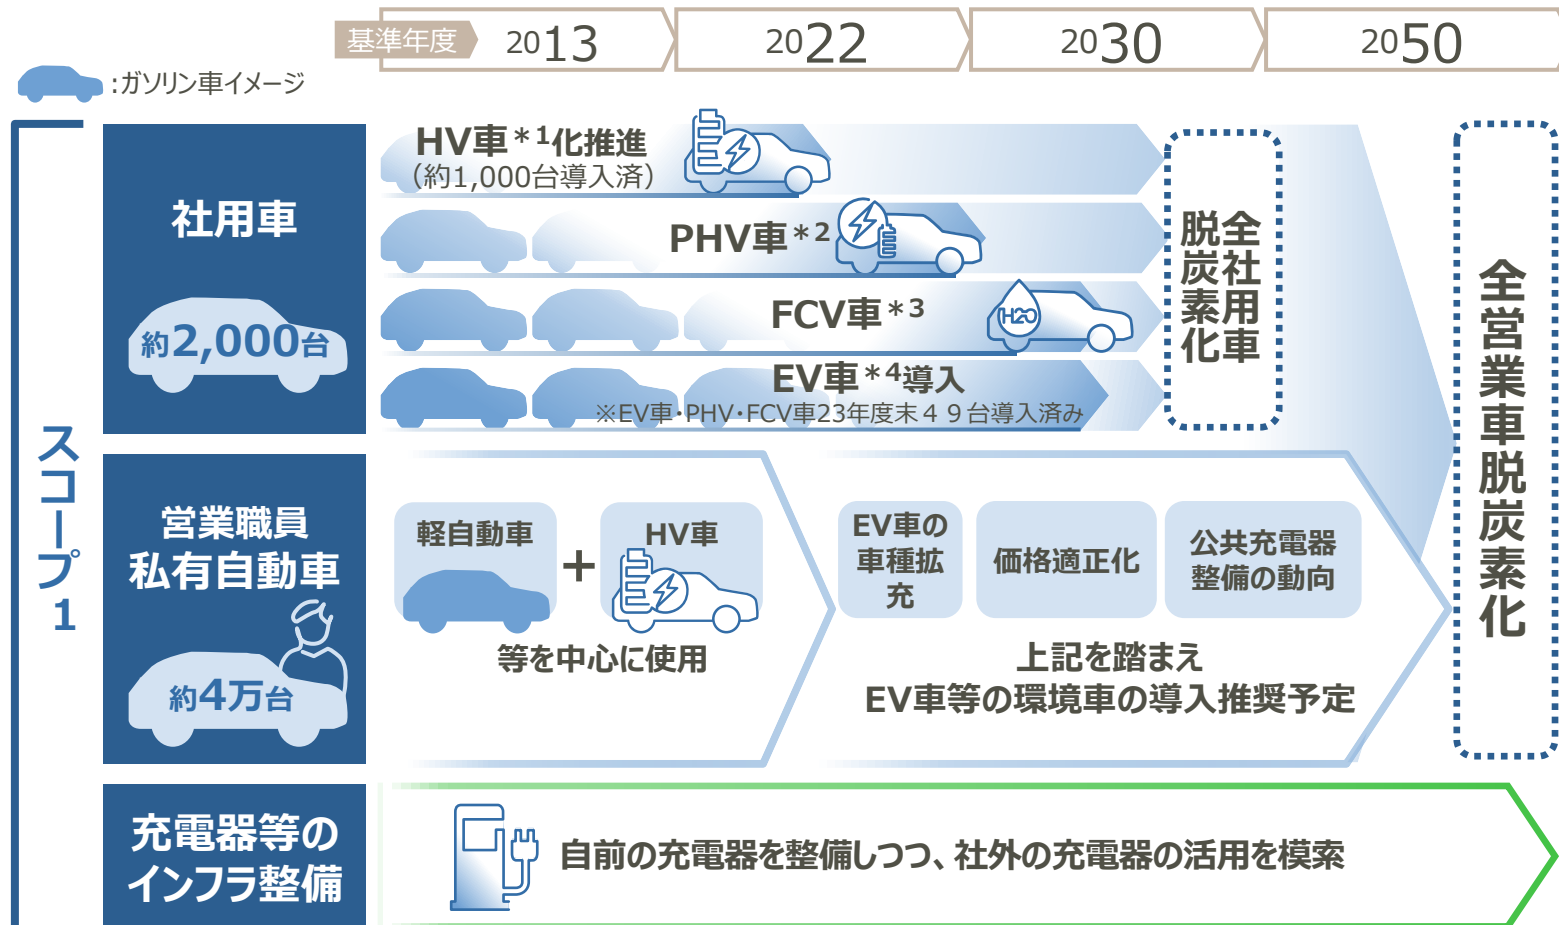 基準年度
2013
2022
2030
2050
:ガソリン車イメージ
スコープ1
社用車
約2,000台
HV車*1化推進
(約1,000台導入済)
PHV車*2
FCV車*3
H2O
EV車*4導入
※EV車・PHV・FCV車23年度末49台導入済み
全社用車
脱炭素化
全営業車脱炭素化
営業職員
私有自動車
約4万台
軽自動車
+
HV車
等を中心に使用
EV車の
車種拡
充
価格適正化
公共充電器
整備の動向
上記を踏まえ
EV車等の環境車の導入推奨予定
充電器等の
インフラ整備
自前の充電器を整備しつつ、社外の充電器の活用を模索